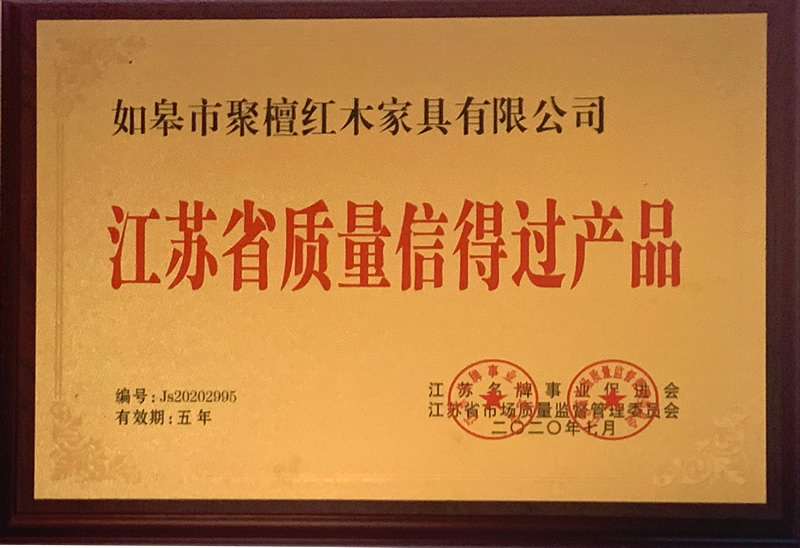 如皋市聚檀红木家具有限公司
江苏省质量信得过产品
编号:Js20202995
有效期:五年
江苏名牌事业促进会
江苏省市场质量监督管理委员会
二〇二〇年七月